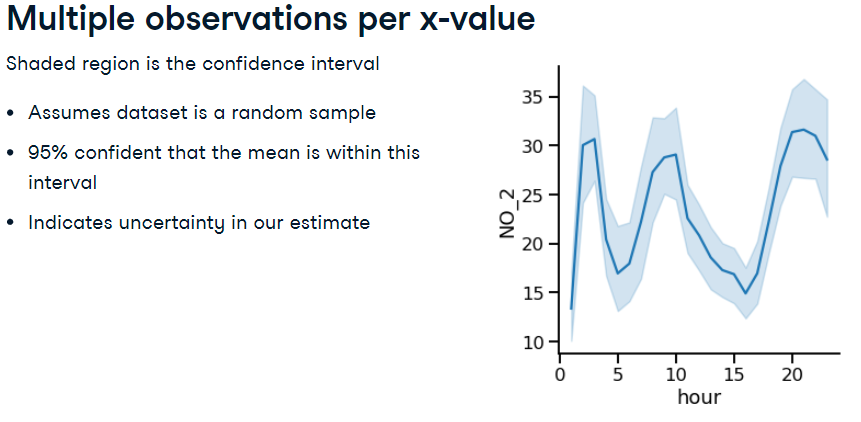 Multiple observations per x-value
Shaded region is the confidence interval
• Assumes dataset is a random sample
• 95% confident that the mean is within this
interval
• Indicates uncertainty in our estimate
35
30
25
20
15
10
NO_2
0 5 10 15 20
hour